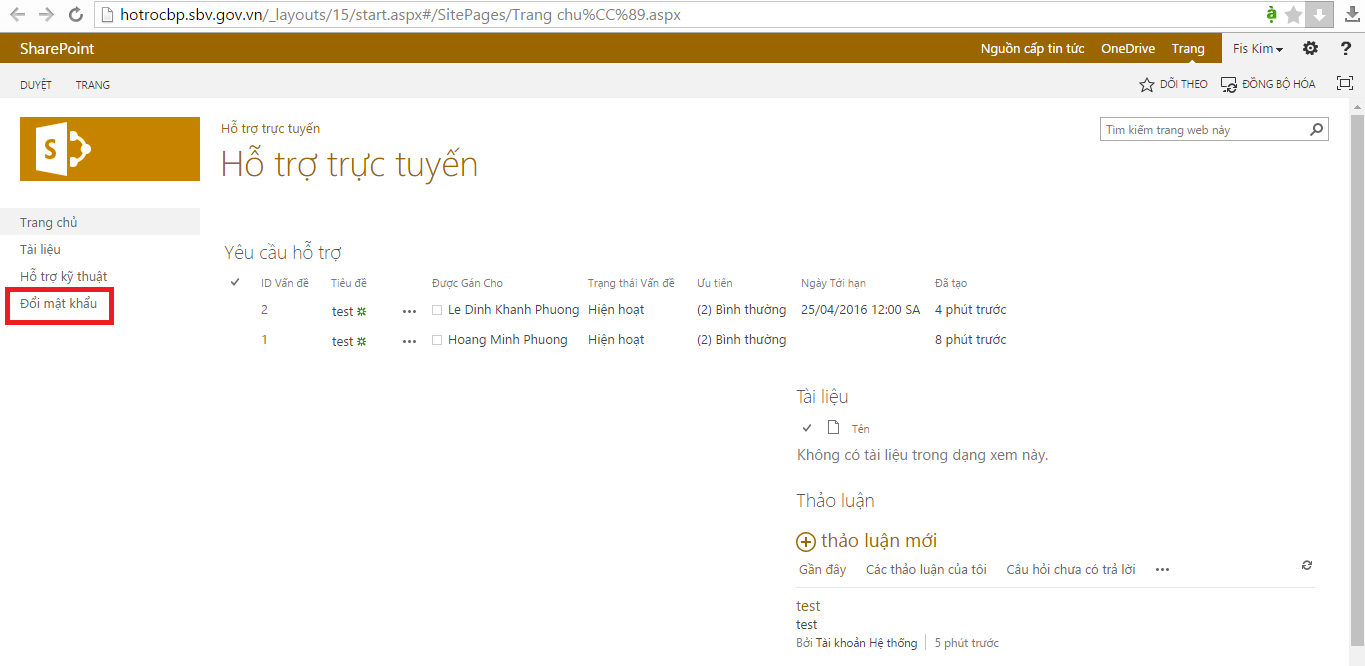 hotrocbp.sbv.gov.vn/_layouts/15/start.aspx#/SitePages/Trang chu%CC%89.aspx
SharePoint Nguồn cấp tin tức OneDrive Trang Fis Kim ?
DUYỆT TRANG DÕI THEO ĐỒNG BỘ HÓA
S
Hỗ trợ trực tuyến
Tìm kiếm trang web này
Hỗ trợ trực tuyến
Trang chủ
Tài liệu
Hỗ trợ kỹ thuật
Đổi mật khẩu
Yêu cầu hỗ trợ
ID Vấn đề Tiêu đề Được Gán Cho Trạng thái Vấn đề Ưu tiên Ngày Tới hạn Đã tạo
2 test Le Dinh Khanh Phuong Hiện hoạt (2) Bình thường 25/04/2016 12:00 SA 4 phút trước
1 test Hoang Minh Phuong Hiện hoạt (2) Bình thường 8 phút trước
Tài liệu
Tên
Không có tài liệu trong dạng xem này.
Thảo luận
thảo luận mới
Gần đây Các thảo luận của tôi Câu hỏi chưa có trả lời
test
test
Bởi Tài khoản Hệ thống 5 phút trước